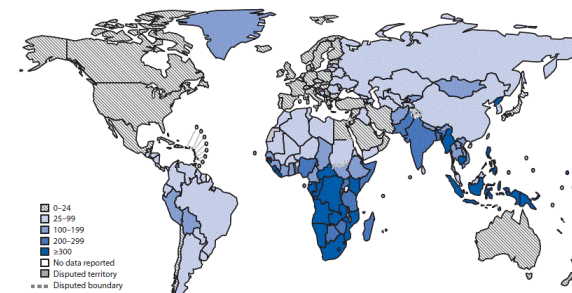 0–24
25–99
100–199
200–299
≥300
No data reported
Disputed territory
Disputed boundary